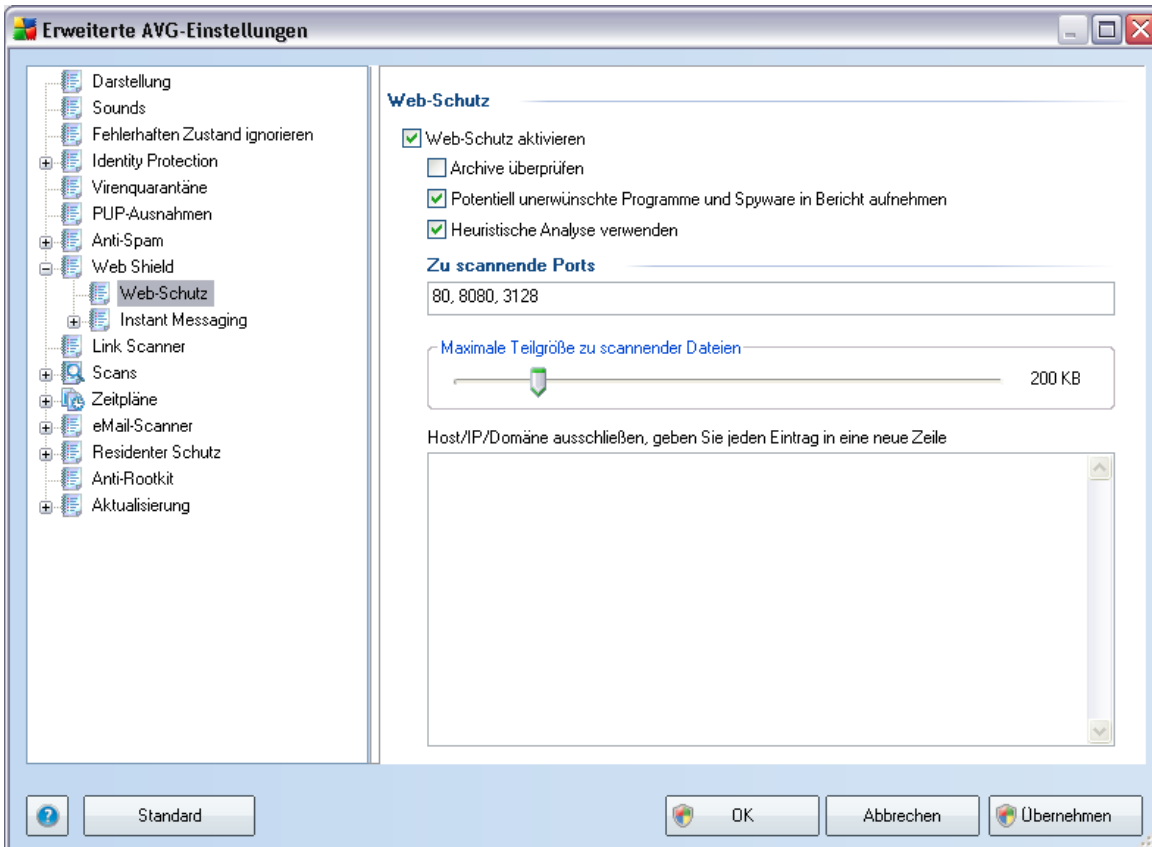 Erweiterte AVG-Einstellungen
Darstellung
Sounds
Fehlerhaften Zustand ignorieren
Identity Protection
Virenquarantäne
PUP-Ausnahmen
Anti-Spam
Web Shield
Web-Schutz
Instant Messaging
Link Scanner
Scans
Zeitpläne
eMail-Scanner
Residenter Schutz
Anti-Rootkit
Aktualisierung
Web-Schutz
Web-Schutz aktivieren
Archive überprüfen
Potentiell unerwünschte Programme und Spyware in Bericht aufnehmen
Heuristische Analyse verwenden
Zu scannende Ports
80, 8080, 3128
Maximale Teilgröße zu scannender Dateien
200 KB
Host/IP/Domäne ausschließen, geben Sie jeden Eintrag in eine neue Zeile
?
Standard
OK
Abbrechen
Übernehmen